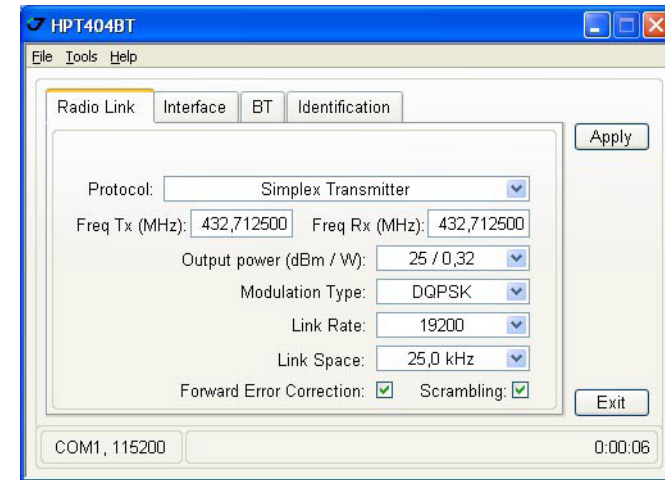 HPT404BT
File Tools Help
Radio Link Interface BT Identification
Apply
Protocol: Simplex Transmitter
Freq Tx (MHz): 432,712500 Freq Rx (MHz): 432,712500
Output power (dBm / W): 25 / 0,32
Modulation Type: DQPSK
Link Rate: 19200
Link Space: 25,0 kHz
Forward Error Correction: Scrambling:
Exit
COM1, 115200 0:00:06